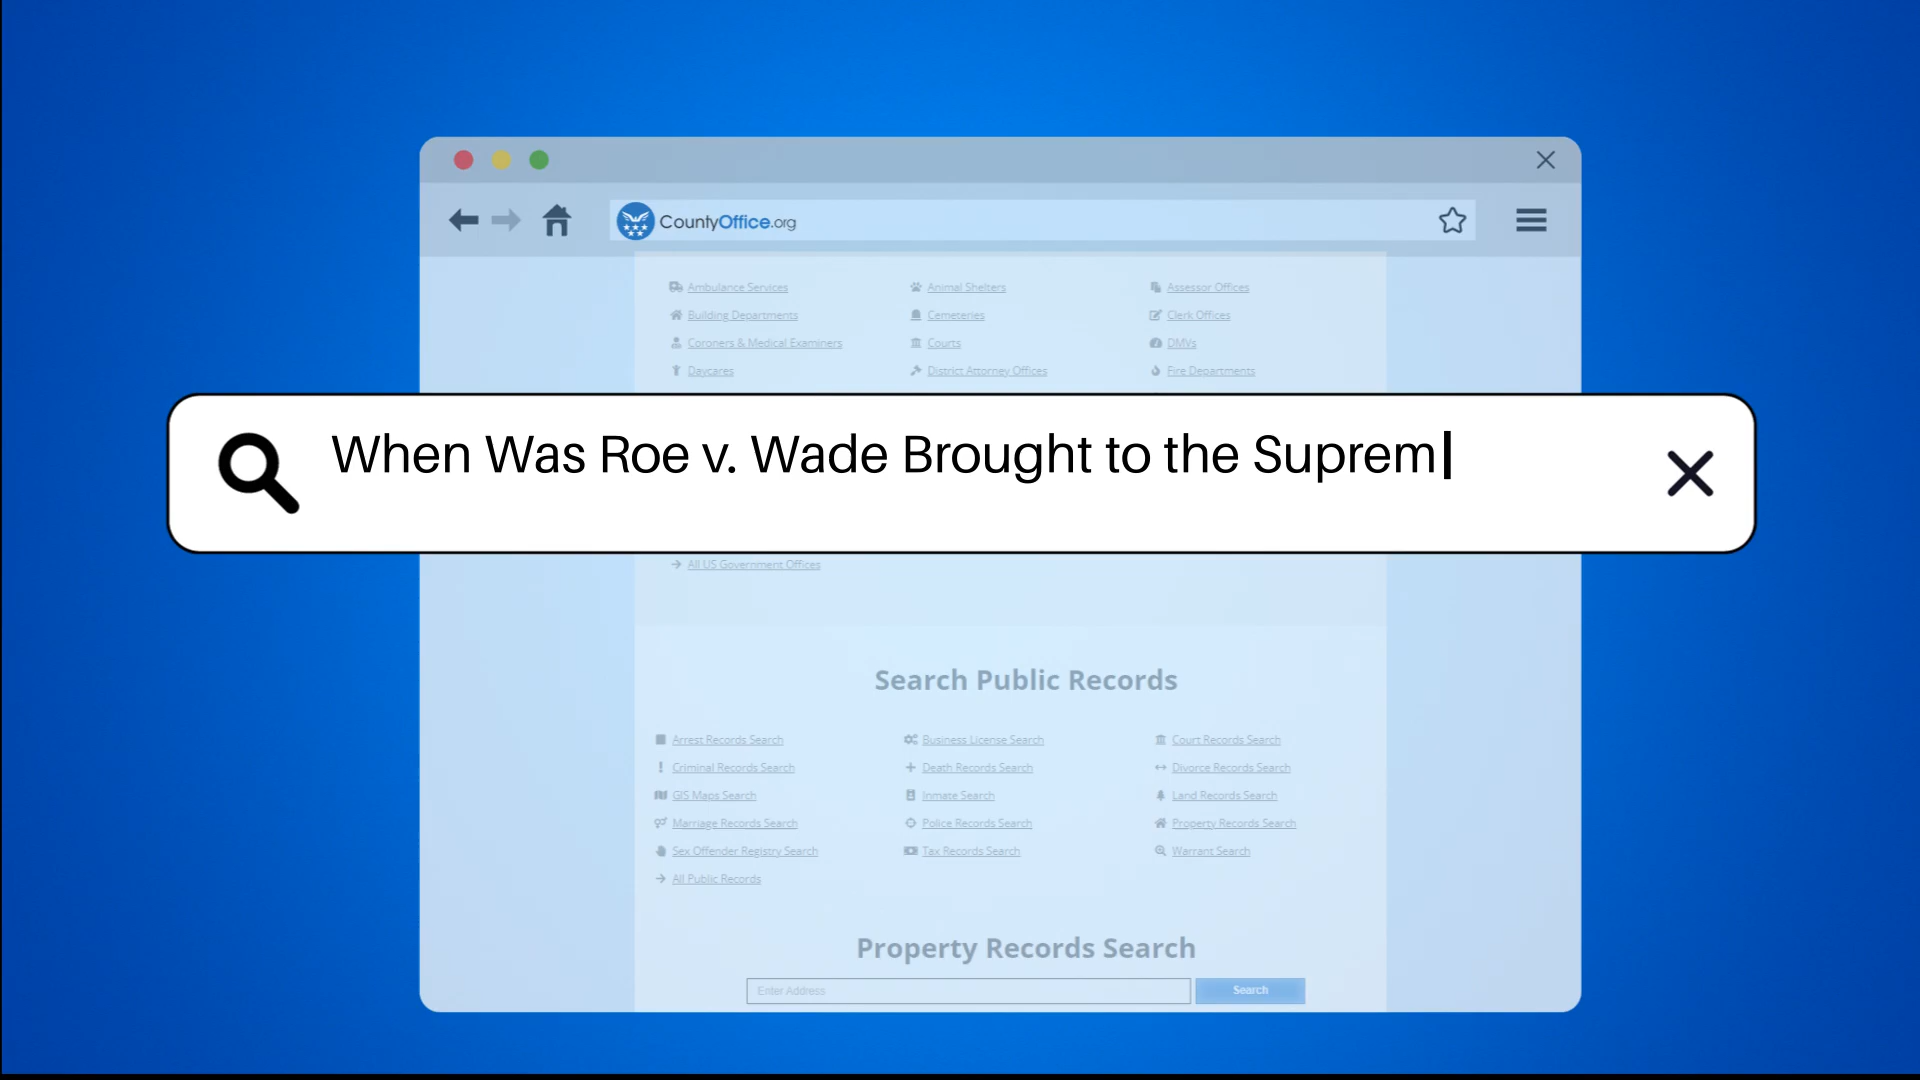 CountyOffice.org
Ambulance Services Animal Shelters Assessor Offices
Building Departments Cemeteries Clerk Offices
Coroners & Medical Examiners Courts DMVs
Daycares District Attorney Offices Fire Departments
When Was Roe v. Wade Brought to the Suprem
All US Government Offices
Search Public Records
Arrest Records Search Business License Search Court Records Search
Criminal Records Search Death Records Search Divorce Records Search
GIS Maps Search Inmate Search Land Records Search
Marriage Records Search Police Records Search Property Records Search
Sex Offender Registry Search Tax Records Search Warrant Search
All Public Records
Property Records Search
Enter Address Search